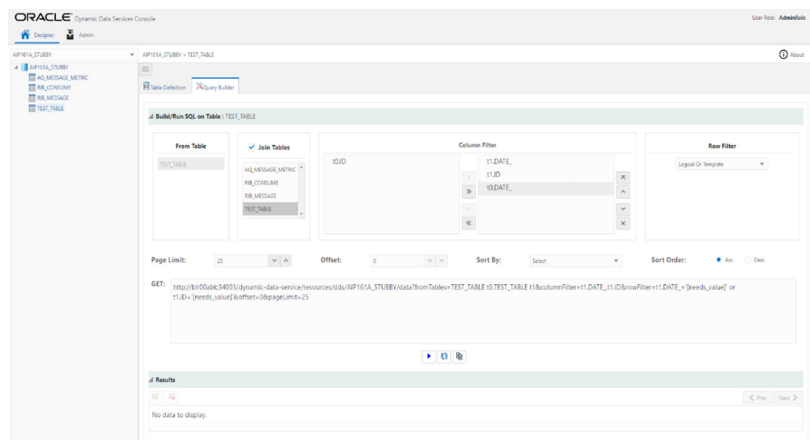 ORACLE Dynamic Data Services Console
User Role: AdminRole
Designer Admin
AIP161A_STUBBY
AIP161A_STUBBY > TEST_TABLE
About
AIP161A_STUBBY
AQ_MESSAGE_METRIC
RIB_CONSUME
RIB_MESSAGE
TEST_TABLE
Table Definition Query Builder
Build/Run SQL on Table : TEST_TABLE
From Table
TEST_TABLE
Join Tables
AQ_MESSAGE_METRIC
RIB_CONSUME
RIB_MESSAGE
TEST_TABLE
Column Filter
t0.ID
t1.DATE_
t1.ID
t0.DATE_
Row Filter
Logical Or Template
Page Limit: 25 Offset: 0 Sort By: Select Sort Order: Asc Desc
GET: http://blr00abk:34003/dynamic-data-service/resources/dds/AIP161A_STUBBY/data?fromTables=TEST_TABLE t0,TEST_TABLE t1&columnFilter=t1.DATE_,t1.ID&rowFilter=t1.DATE_='[needs_value]' or
t1.ID='[needs_value]'&offset=0&pageLimit=25
Results
Prev Next
No data to display.